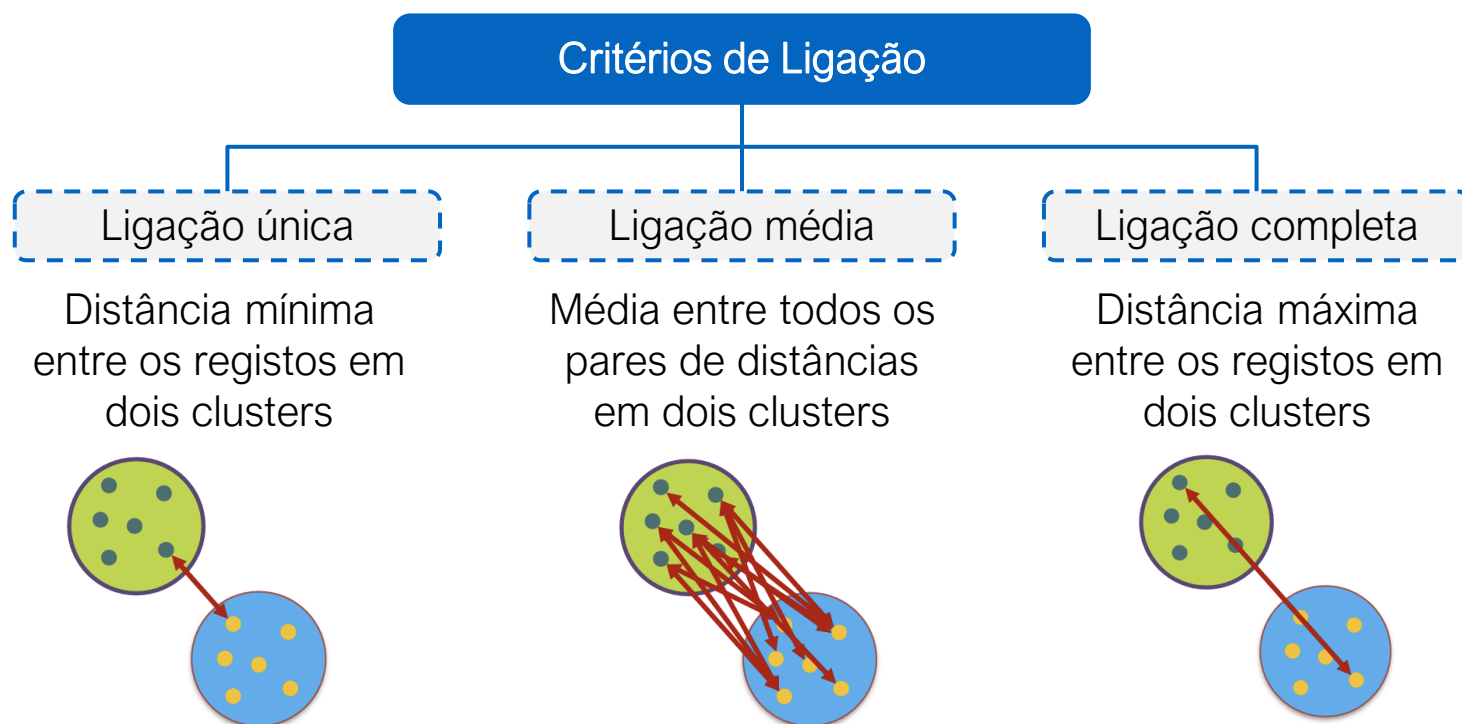 Critérios de Ligação
Ligação única
Distância mínima
entre os registos em
dois clusters
Ligação média
Média entre todos os
pares de distâncias
em dois clusters
Ligação completa
Distância máxima
entre os registos em
dois clusters